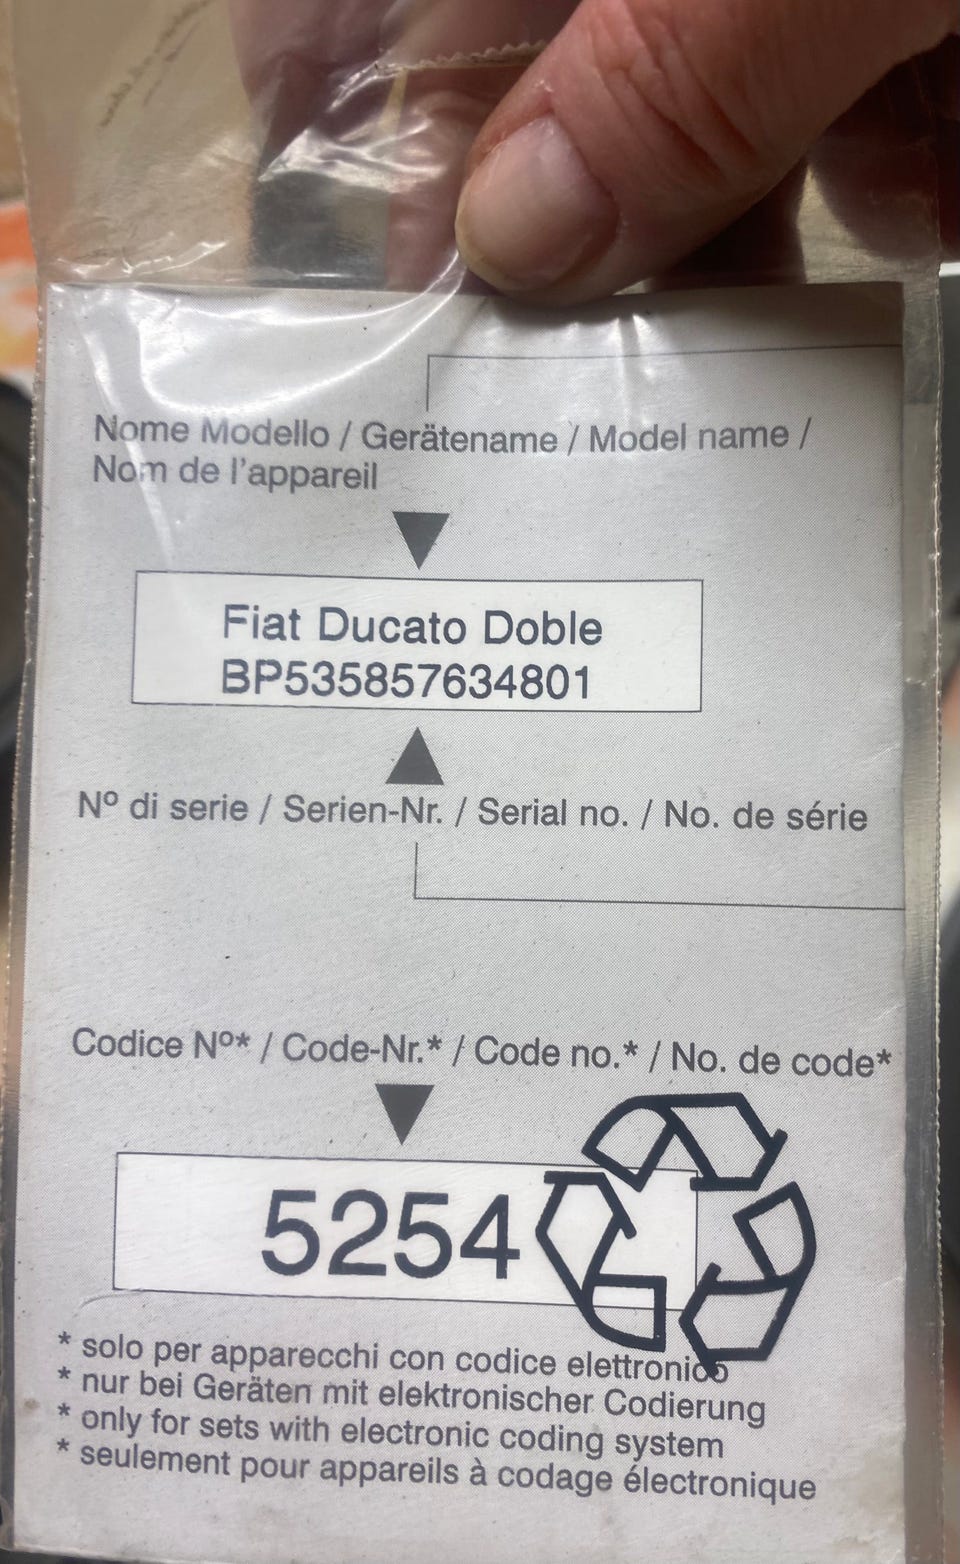 Nome Modello / Gerätename / Model name /
Nom de l'appareil
Fiat Ducato Doble
BP535857634801
Nº di serie / Serien-Nr. / Serial no. / No. de série
Codice Nº* / Code-Nr.* / Code no.* / No. de code*
5254
* solo per apparecchi con codice elettronico
* nur bei Geräten mit elektronischer Codierung
* only for sets with electronic coding system
* seulement pour appareils à codage électronique